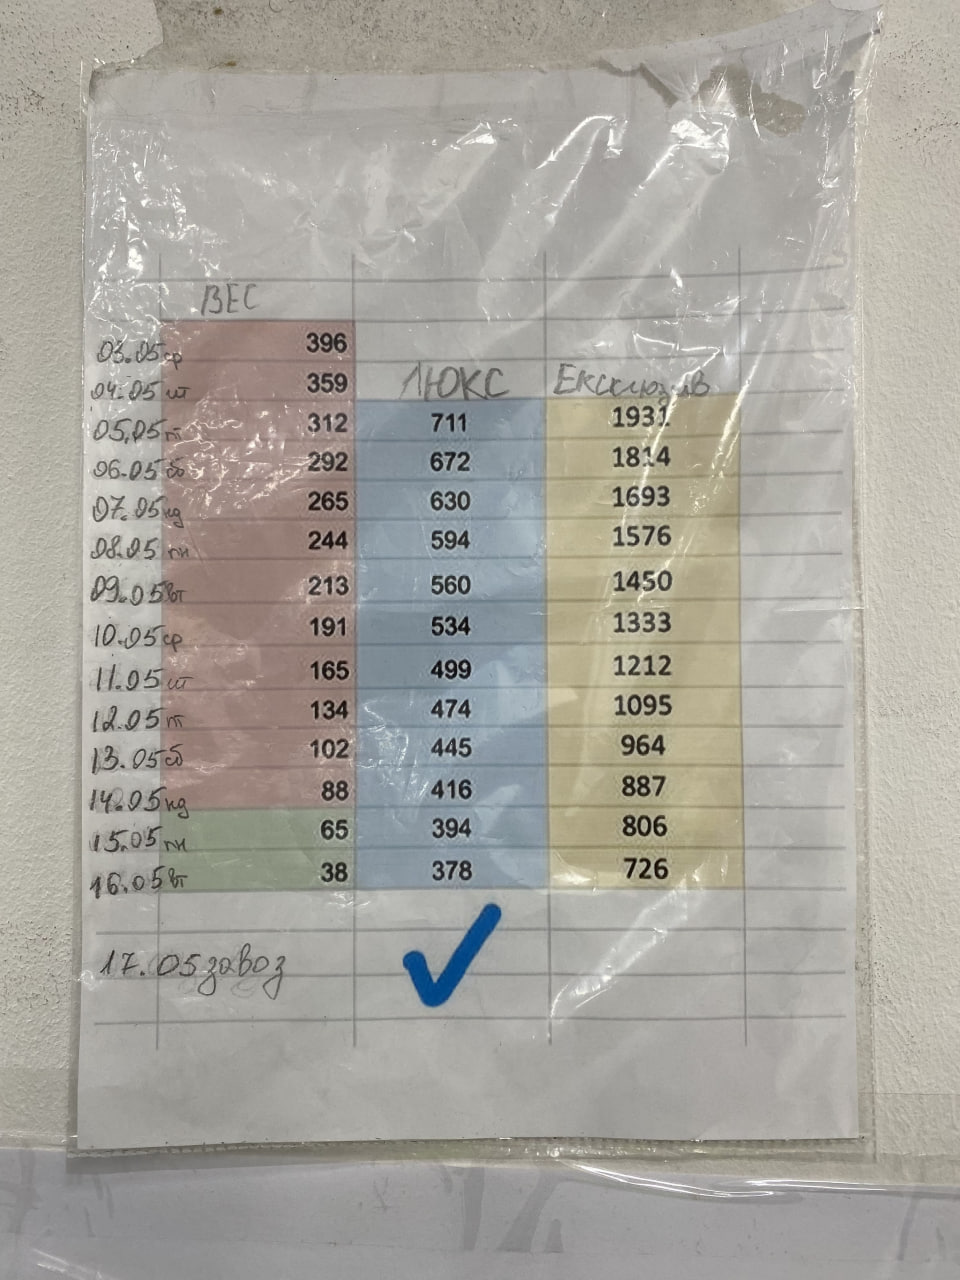 ВЕС
03.05 ср 396
04.05 чт 359 ЛЮКС Ексклюзив
05.05 пт 312 711 1931
06.05 сб 292 672 1814
07.05 нд 265 630 1693
08.05 пн 244 594 1576
09.05 вт 213 560 1450
10.05 ср 191 534 1333
11.05 чт 165 499 1212
12.05 пт 134 474 1095
13.05 сб 102 445 964
14.05 нд 88 416 887
15.05 пн 65 394 806
16.05 вт 38 378 726
17.05 завоз